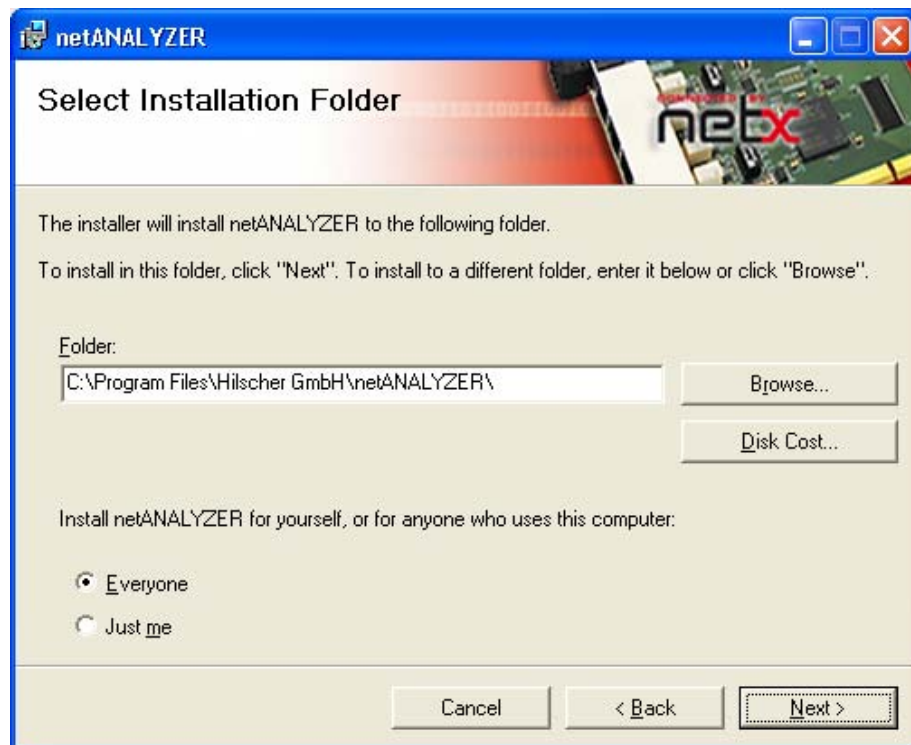 netANALYZER
Select Installation Folder
CONNECTED BY
netX
The installer will install netANALYZER to the following folder.
To install in this folder, click "Next". To install to a different folder, enter it below or click "Browse".
Folder:
C:\Program Files\Hilscher GmbH\netANALYZER\
Browse...
Disk Cost...
Install netANALYZER for yourself, or for anyone who uses this computer:
Everyone
Just me
Cancel
< Back
Next >